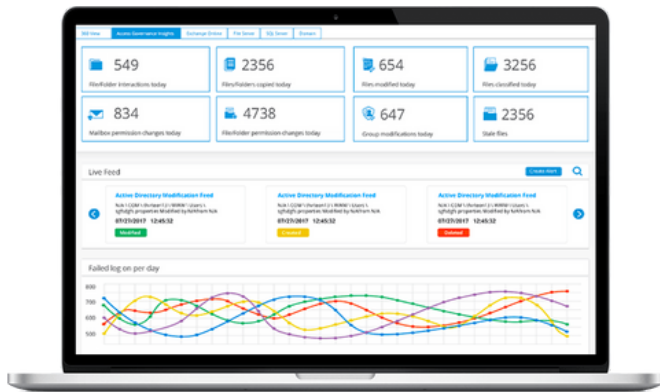 Access Governance Insights Exchange Online File Server SQL Server Domain
549 2356 654 3256
File/Folder Interactions today Files/Folders copied today Files modified today Files classified today
834 4738 647 2356
Mailbox permission changes today File/Folder permission changes today Group modifications today Stale files
Live Feed Create Alert
Active Directory Modification Feed Active Directory Modification Feed Active Directory Modification Feed
07/27/2017 12:45:32 07/27/2017 12:45:32 07/27/2017 12:45:32
Modified Created Deleted
Failed log on per day
800
700
600
500